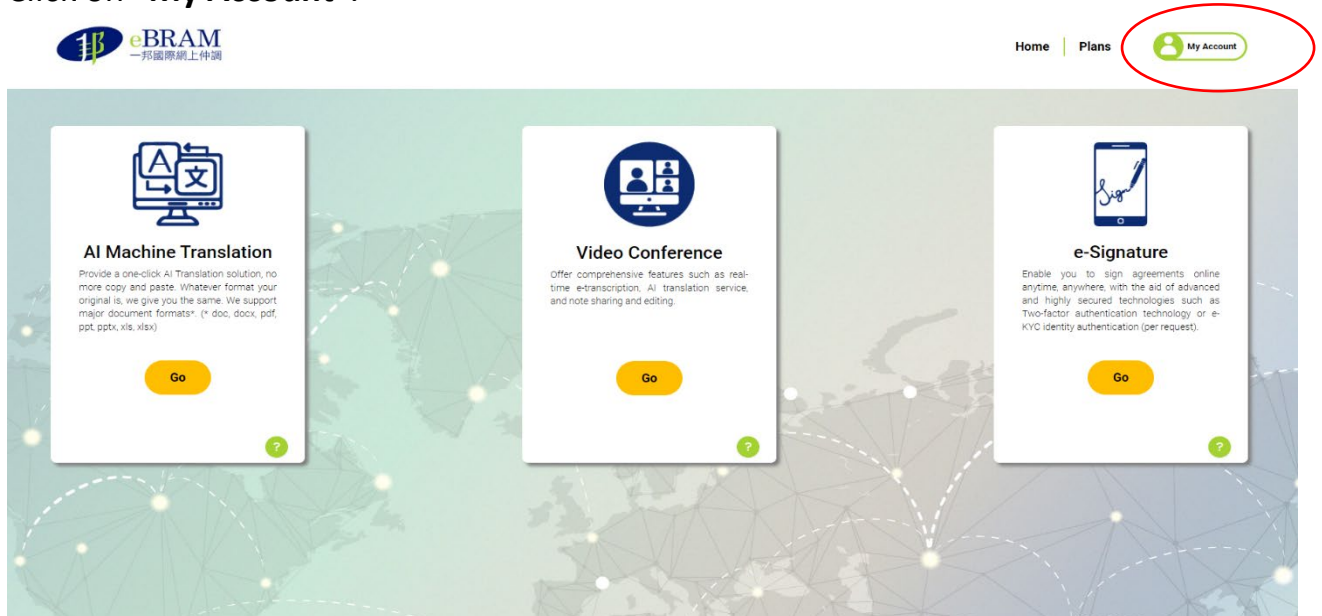 Click on "My Account".
邦 eBRAM
一邦國際網上仲調
Home Plans My Account
A 文
AI Machine Translation
Provide a one-click AI Translation solution, no
more copy and paste. Whatever format your
original is, we give you the same. We support
major document formats*. (* doc, docx, pdf,
ppt, pptx, xls, xlsx)
Go
?
Video Conference
Offer comprehensive features such as real-
time e-transcription, AI translation service,
and note sharing and editing.
Go
?
Sign
e-Signature
Enable you to sign agreements online
anytime, anywhere, with the aid of advanced
and highly secured technologies such as
Two-factor authentication technology or e-
KYC identity authentication (per request).
Go
?